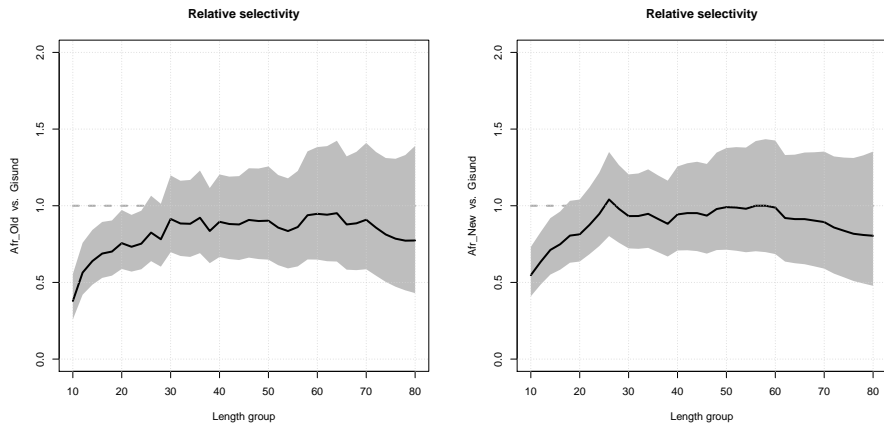 Relative selectivity
2.0
1.5
1.0
0.5
0.0
Afr_Old vs. Gisund
10 20 30 40 50 60 70 80
Length group
Relative selectivity
2.0
1.5
1.0
0.5
0.0
Afr_New vs. Gisund
10 20 30 40 50 60 70 80
Length group